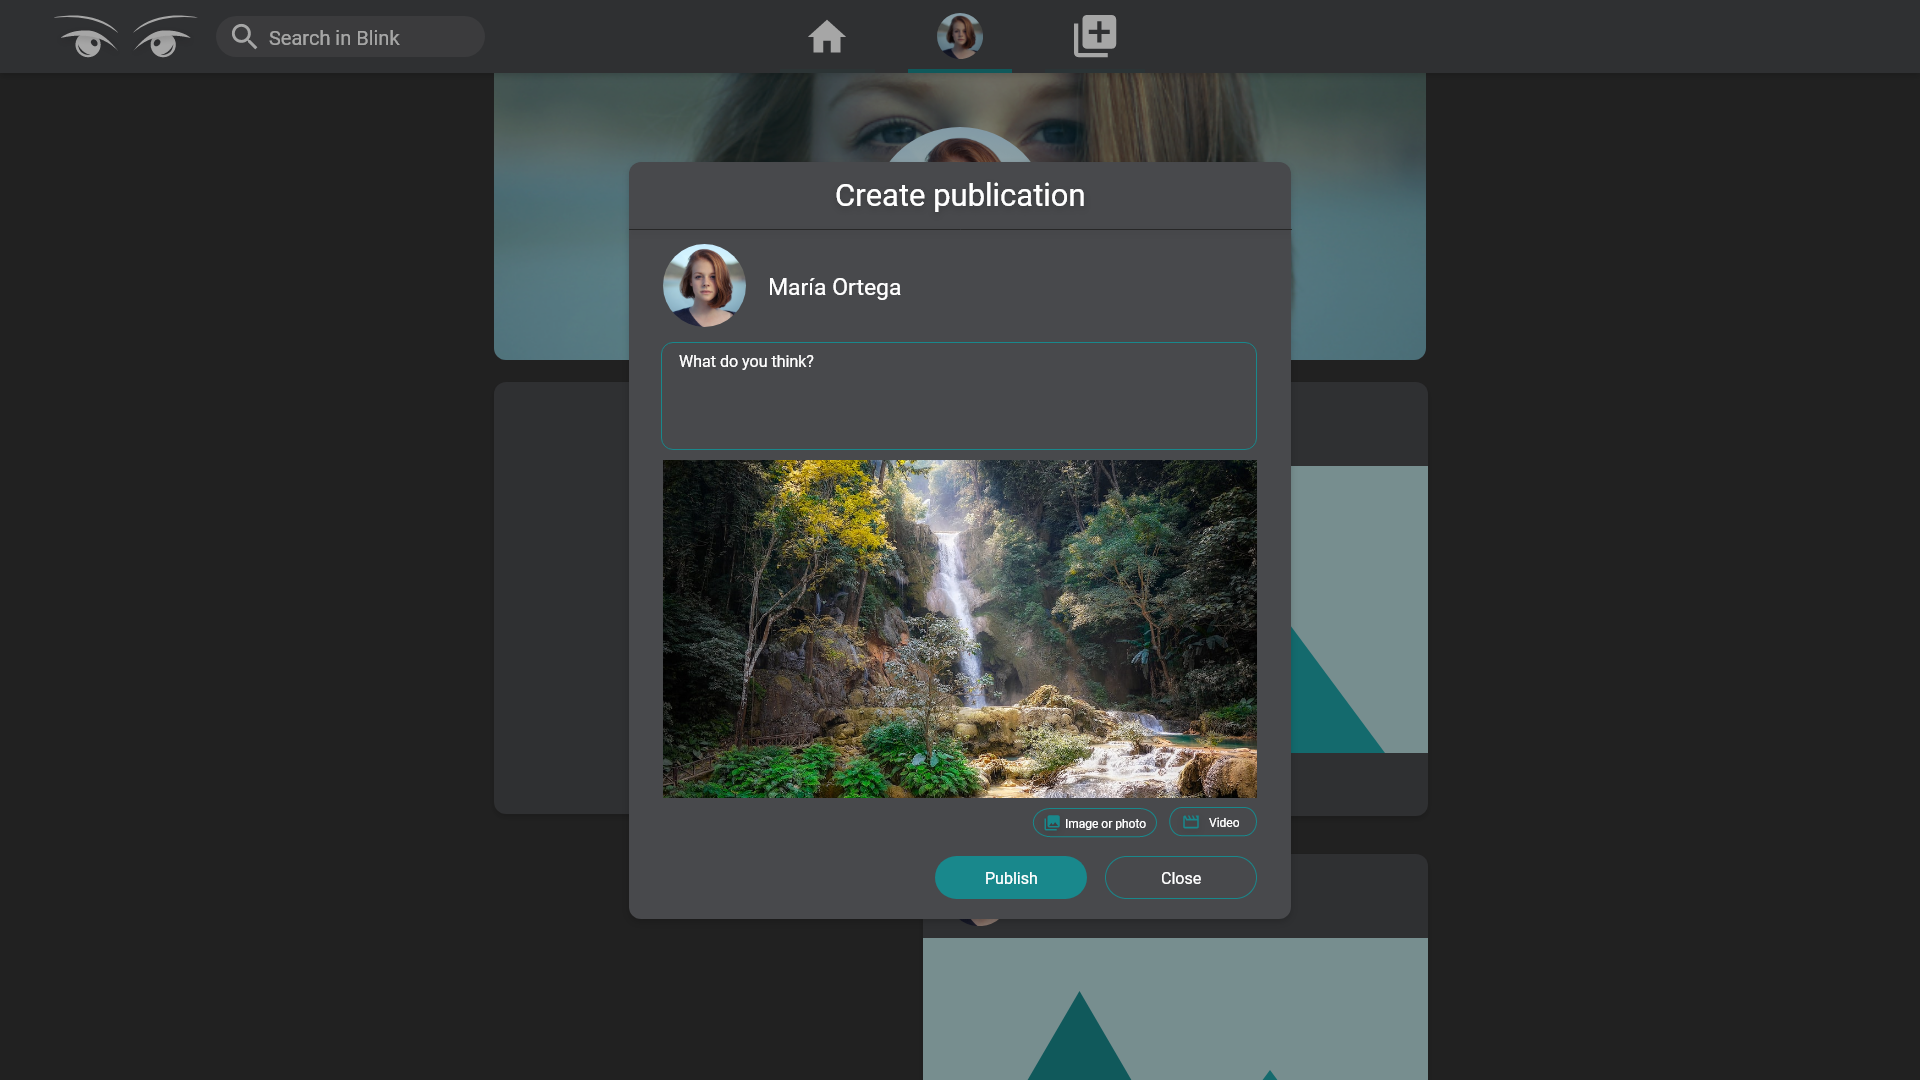 Search in Blink
Create publication
María Ortega
What do you think?
Image or photo
Video
Publish
Close